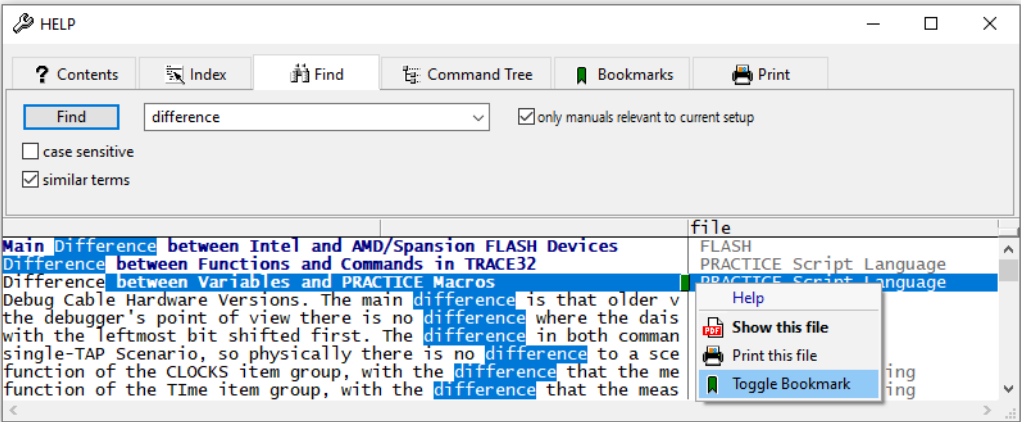 HELP
? Contents Index Find Command Tree Bookmarks Print
Find difference only manuals relevant to current setup
case sensitive
similar terms
file
Main Difference between Intel and AMD/Spansion FLASH Devices FLASH
Difference between Functions and Commands in TRACE32 PRACTICE Script Language
Difference between Variables and PRACTICE Macros PRACTICE Script Language
Debug Cable Hardware Versions. The main difference is that older v
the debugger's point of view there is no difference where the dais
with the leftmost bit shifted first. The difference in both comman
single-TAP Scenario, so physically there is no difference to a sce
function of the CLOCKS item group, with the difference that the me ing
function of the TIme item group, with the difference that the meas ing
Help
PDF Show this file
Print this file
Toggle Bookmark